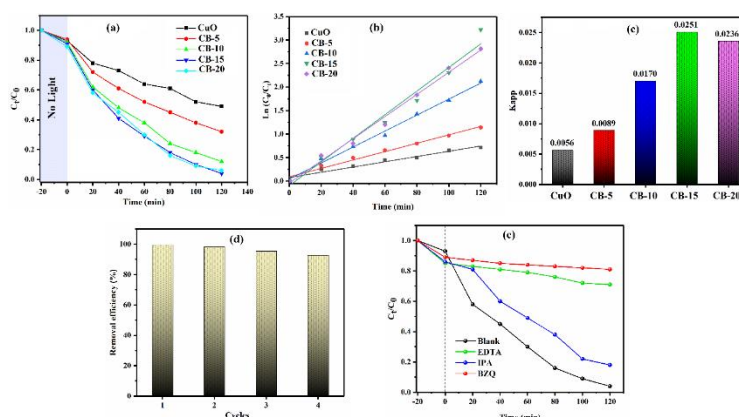 (a)
CuO
CB-5
CB-10
CB-15
CB-20
No Light
Ct/C0
1.0
0.8
0.6
0.4
0.2
0.0
-20 0 20 40 60 80 100 120 140
Time (min)
(b)
CuO
CB-5
CB-10
CB-15
CB-20
3.5
3.0
2.5
2.0
1.5
1.0
0.5
0.0
0 20 40 60 80 100 120
Time (min)
(c)
Kapp
0.025
0.020
0.015
0.010
0.005
0.000
0.0056
0.0089
0.0170
0.0251
0.0236
CuO CB-5 CB-10 CB-15 CB-20
(d)
Removal efficiency (%)
100
80
60
40
20
0
1 2 3 4
Cycles
(c)
Ct/C0
1.0
0.8
0.6
0.4
0.2
0.0
Blank
EDTA
IPA
BZQ
-20 0 20 40 60 80 100 120
Time (min)